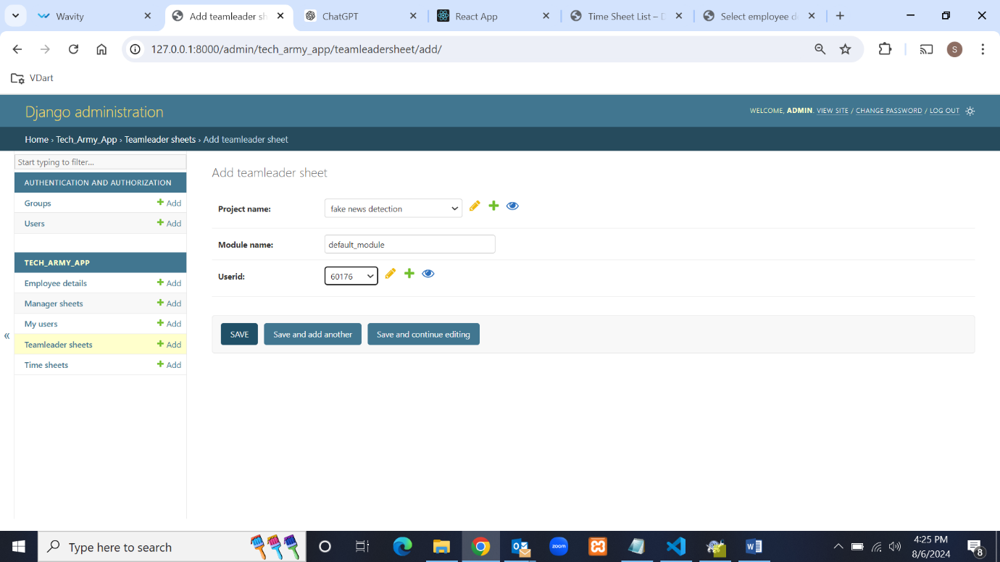 Wavity
Add teamleader sh
ChatGPT
React App
Time Sheet List – D
Select employee d
127.0.0.1:8000/admin/tech_army_app/teamleadersheet/add/
S
VDart
Django administration
WELCOME, ADMIN. VIEW SITE / CHANGE PASSWORD / LOG OUT
Home › Tech_Army_App › Teamleader sheets › Add teamleader sheet
Start typing to filter...
AUTHENTICATION AND AUTHORIZATION
Groups + Add
Users + Add
TECH_ARMY_APP
Employee details + Add
Manager sheets + Add
My users + Add
Teamleader sheets + Add
Time sheets + Add
«
Add teamleader sheet
Project name: fake news detection
Module name: default_module
Userid: 60176
SAVE Save and add another Save and continue editing
Type here to search
zoom
4:25 PM
8/6/2024
8